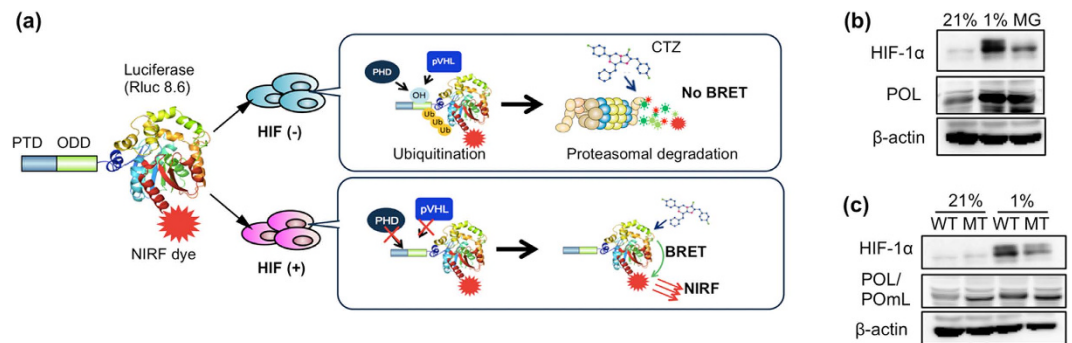 (a)
Luciferase
(Rluc 8.6)
PTD ODD
NIRF dye
HIF (-)
HIF (+)
PHD
pVHL
OH
Ub
Ub
Ub
Ubiquitination
CTZ
No BRET
Proteasomal degradation
PHD
pVHL
BRET
NIRF
(b)
21% 1% MG
HIF-1α
POL
β-actin
(c)
21% 1%
WT MT WT MT
HIF-1α
POL/
POmL
β-actin